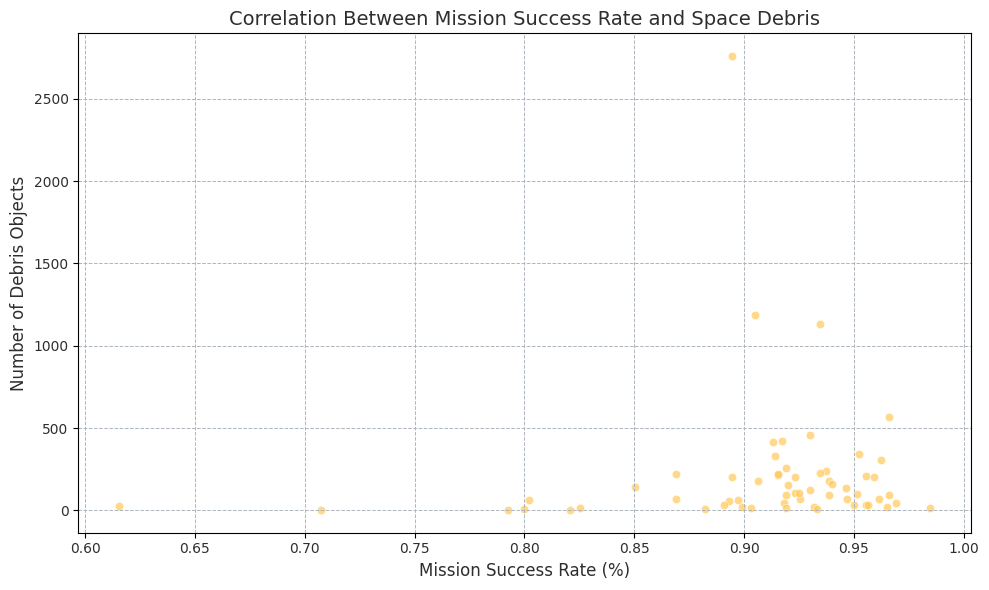 Correlation Between Mission Success Rate and Space Debris
Number of Debris Objects
2500
2000
1500
1000
500
0
0.60 0.65 0.70 0.75 0.80 0.85 0.90 0.95 1.00
Mission Success Rate (%)